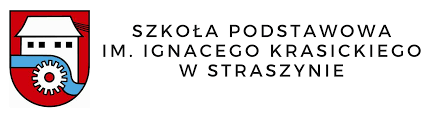 SZKOŁA PODSTAWOWA
IM. IGNACEGO KRASICKIEGO
W STRASZYNIE